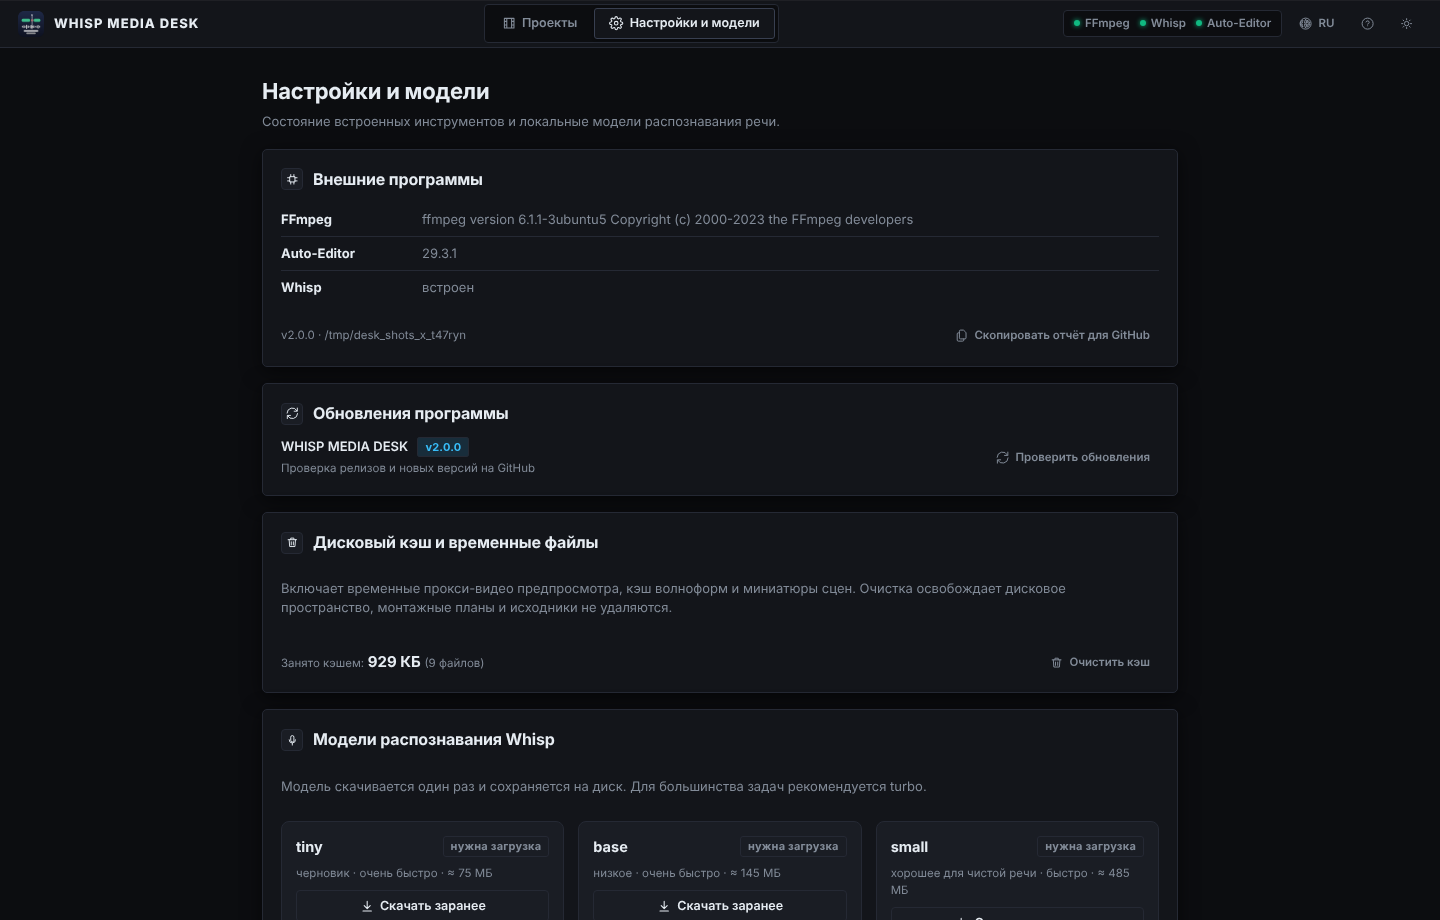 WHISP MEDIA DESK
Проекты
Настройки и модели
FFmpeg
Whisp
Auto-Editor
RU
Настройки и модели
Состояние встроенных инструментов и локальные модели распознавания речи.
Внешние программы
FFmpeg
ffmpeg version 6.1.1-3ubuntu5 Copyright (c) 2000-2023 the FFmpeg developers
Auto-Editor
29.3.1
Whisp
встроен
v2.0.0 · /tmp/desk_shots_x_t47ryn
Скопировать отчёт для GitHub
Обновления программы
WHISP MEDIA DESK
v2.0.0
Проверка релизов и новых версий на GitHub
Проверить обновления
Дисковый кэш и временные файлы
Включает временные прокси-видео предпросмотра, кэш волноформ и миниатюры сцен. Очистка освобождает дисковое
пространство, монтажные планы и исходники не удаляются.
Занято кэшем: 929 КБ (9 файлов)
Очистить кэш
Модели распознавания Whisp
Модель скачивается один раз и сохраняется на диск. Для большинства задач рекомендуется turbo.
tiny
нужна загрузка
черновик · очень быстро · ≈ 75 МБ
Скачать заранее
base
нужна загрузка
низкое · очень быстро · ≈ 145 МБ
Скачать заранее
small
нужна загрузка
хорошее для чистой речи · быстро · ≈ 485
МБ